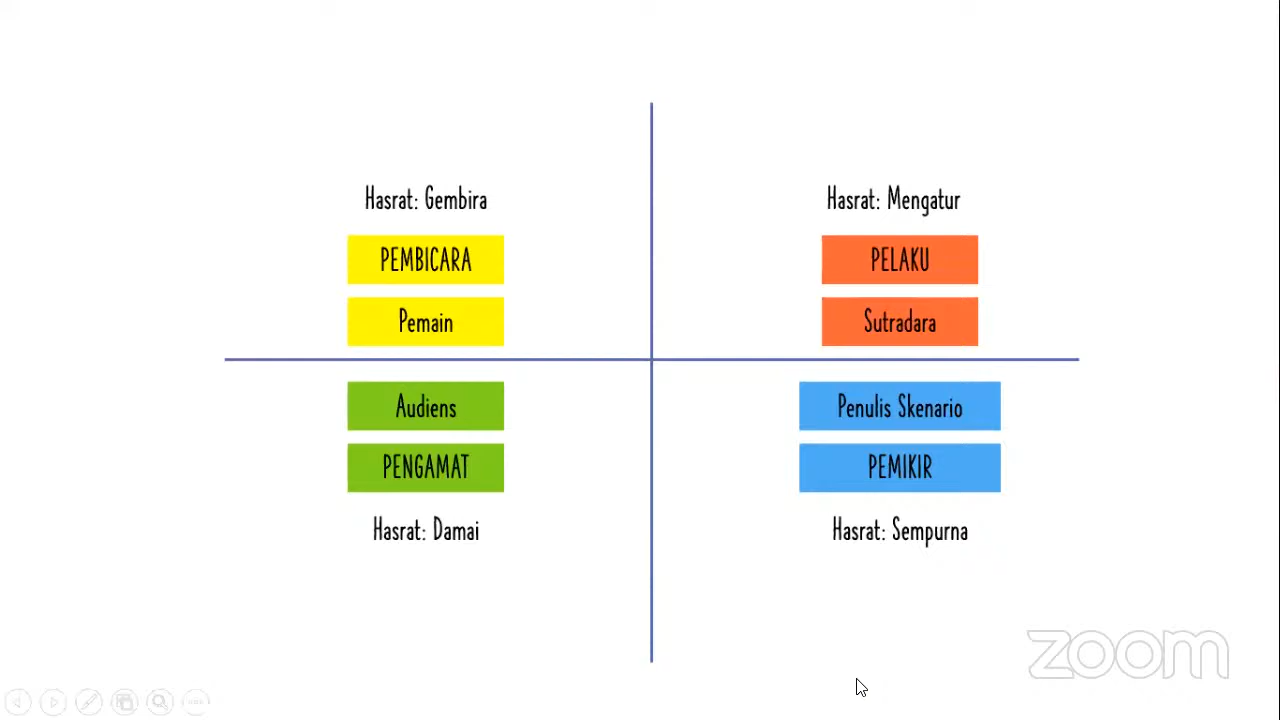 Hasrat: Gembira
PEMBICARA
Pemain
Hasrat: Mengatur
PELAKU
Sutradara
Audiens
PENGAMAT
Hasrat: Damai
Penulis Skenario
PEMIKIR
Hasrat: Sempurna
zoom